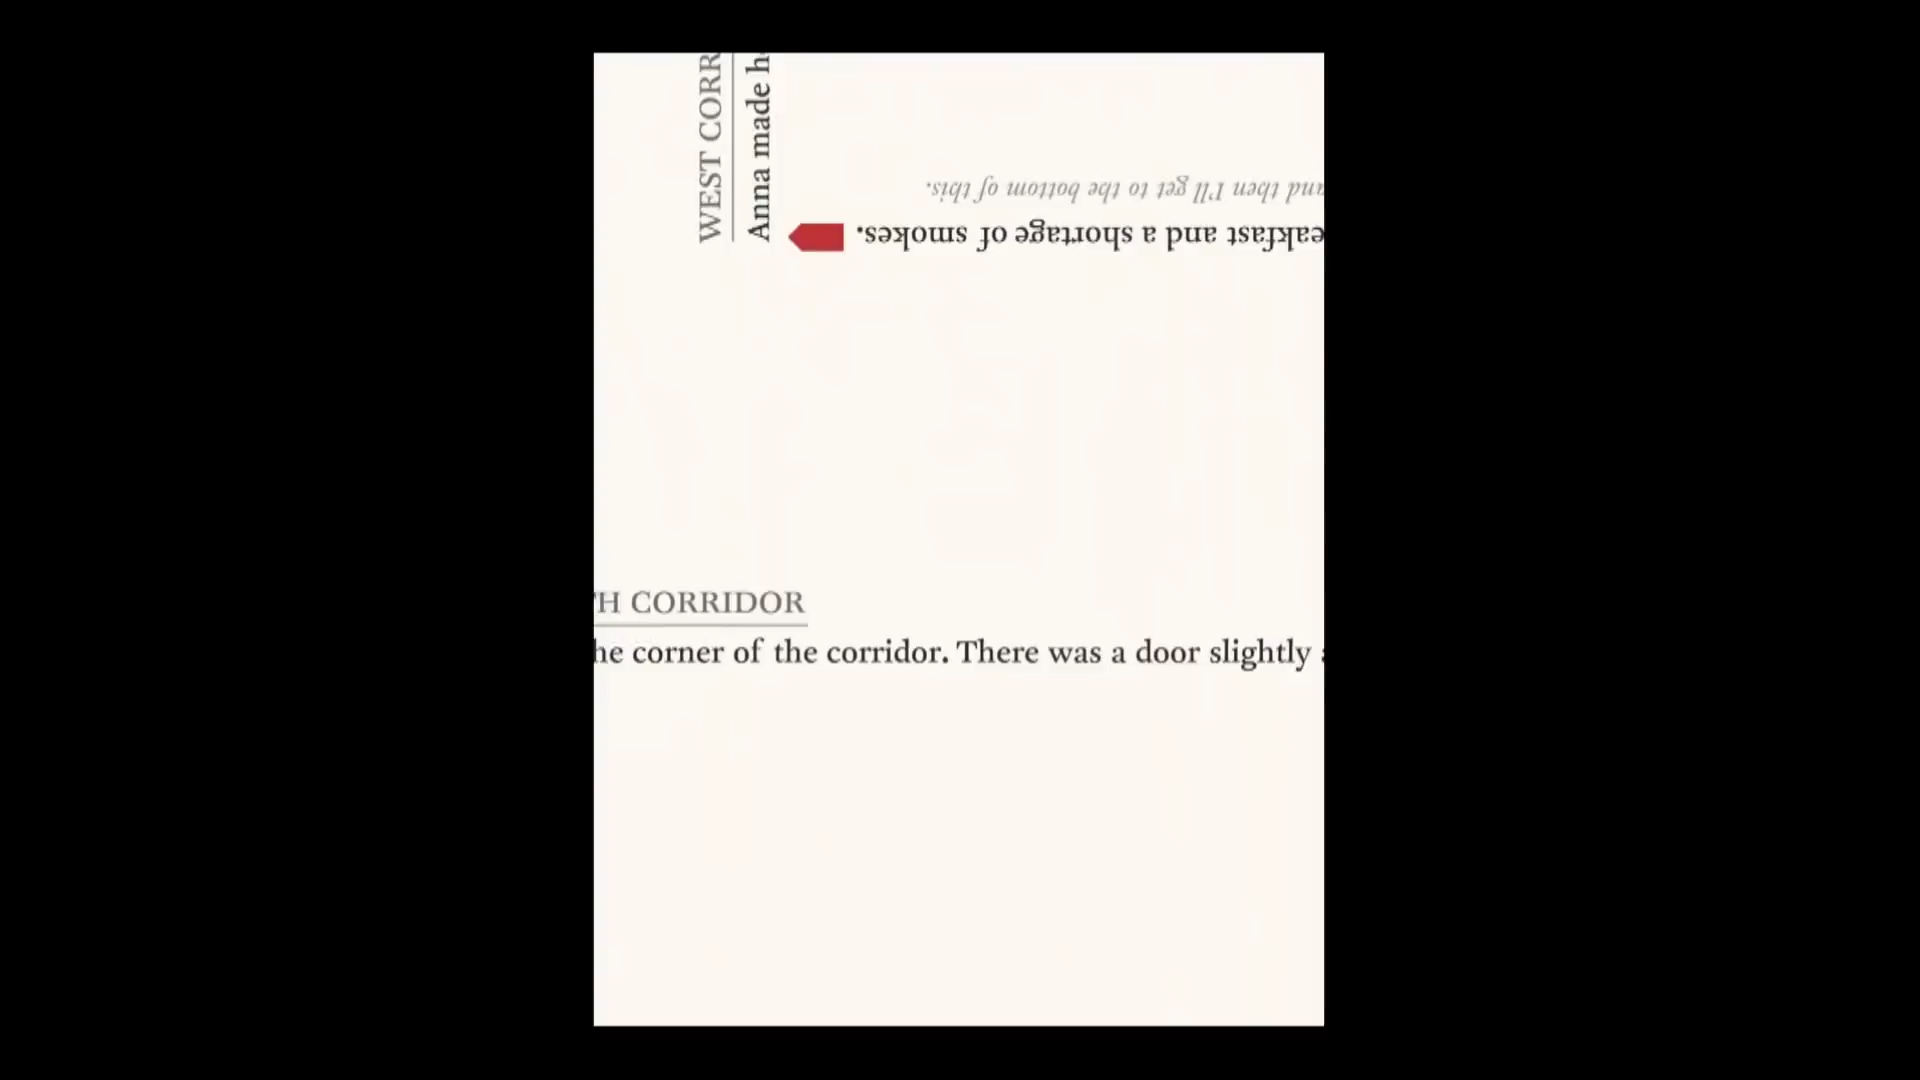 WEST CORR
Anna made h
and then I'll get to the bottom of this.
eakfast and a shortage of smokes.
TH CORRIDOR
he corner of the corridor. There was a door slightly